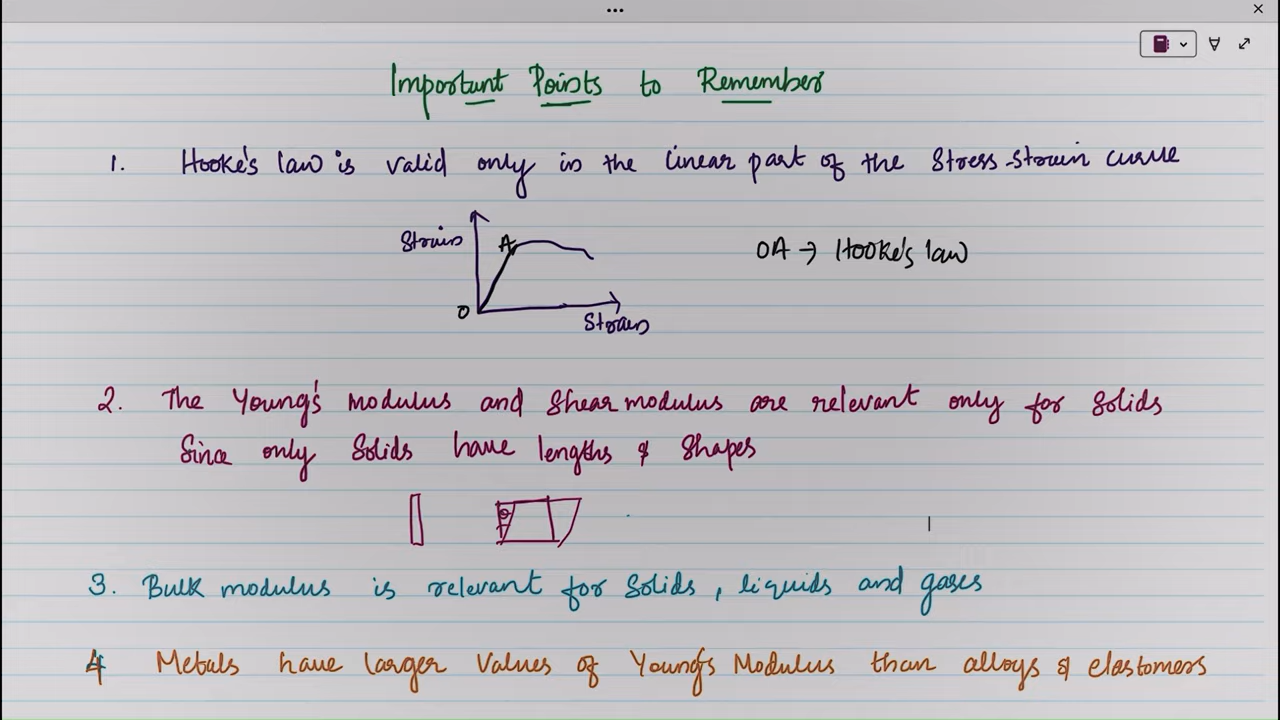 Important Points to Remember
1. Hooke's law is valid only in the linear part of the Stress-strain curve
Strain
A
OA → Hooke's law
O
Strain
2. The Young's modulus and Shear modulus are relevant only for Solids
Since only Solids have lengths & Shapes
θ
3. Bulk modulus is relevant for Solids, liquids and gases
4 Metals have larger values of Young's Modulus than alloys & elastomers